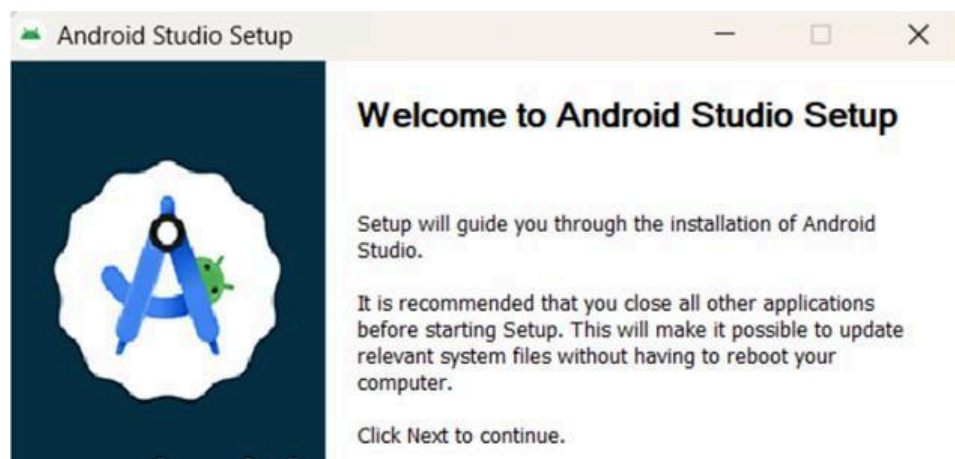 Android Studio Setup
Welcome to Android Studio Setup
Setup will guide you through the installation of Android
Studio.
It is recommended that you close all other applications
before starting Setup. This will make it possible to update
relevant system files without having to reboot your
computer.
Click Next to continue.